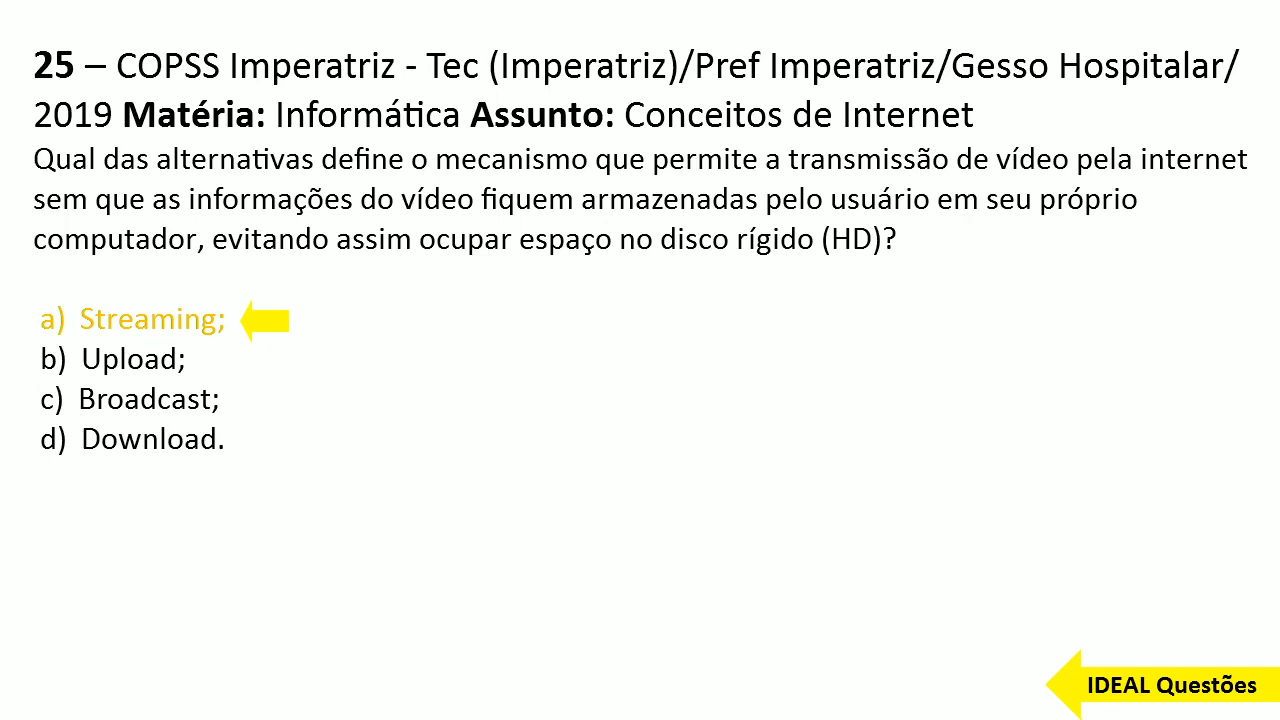 25 – COPSS Imperatriz - Tec (Imperatriz)/Pref Imperatriz/Gesso Hospitalar/
2019 Matéria: Informática Assunto: Conceitos de Internet
Qual das alternativas define o mecanismo que permite a transmissão de vídeo pela internet
sem que as informações do vídeo fiquem armazenadas pelo usuário em seu próprio
computador, evitando assim ocupar espaço no disco rígido (HD)?
a) Streaming;
b) Upload;
c) Broadcast;
d) Download.
IDEAL Questões